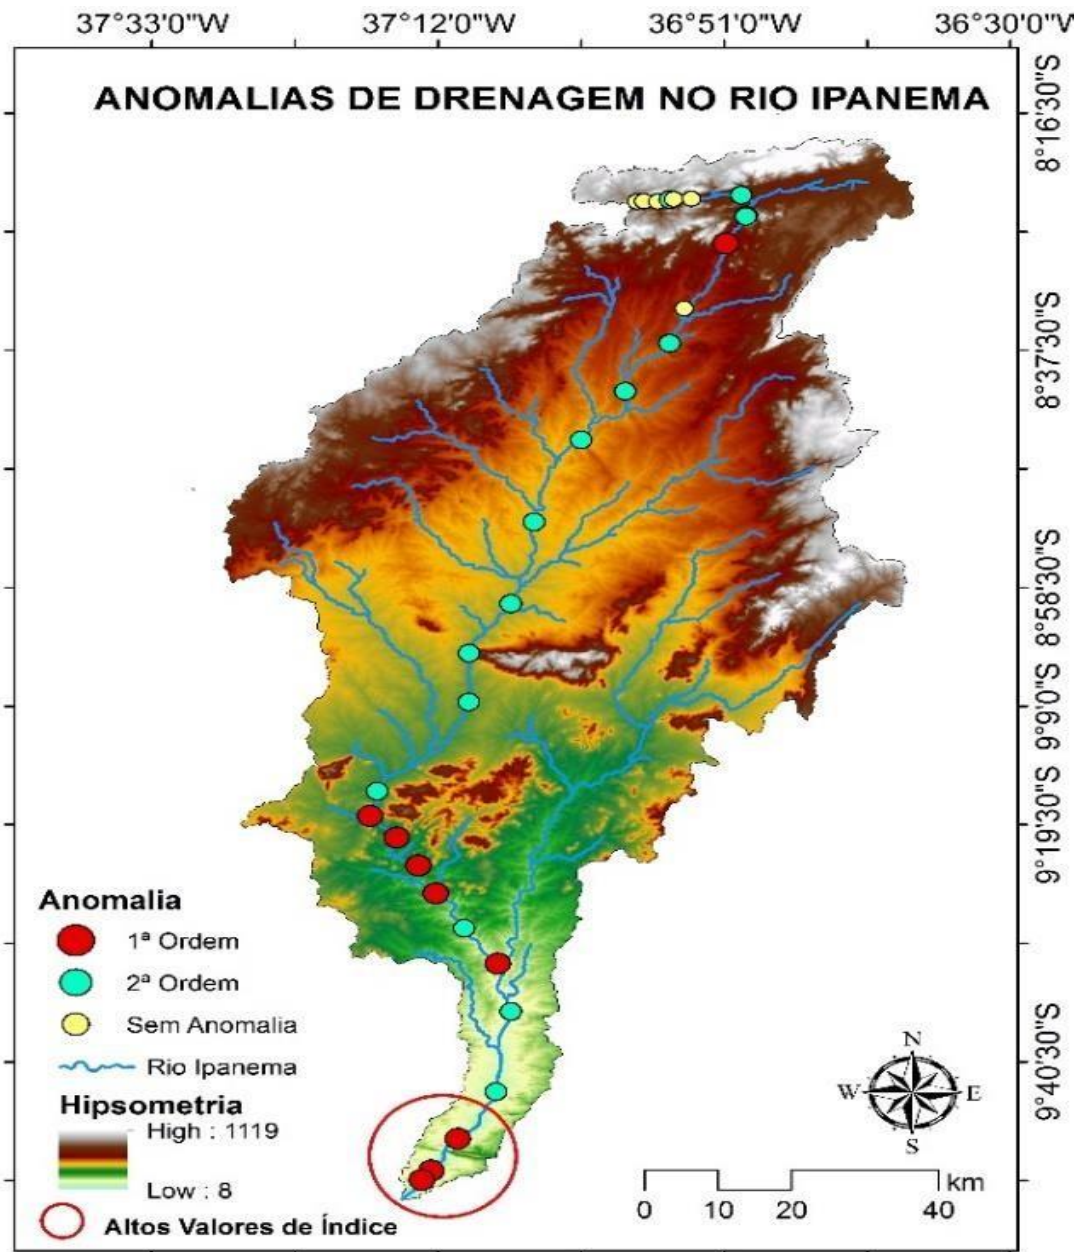 37°33'0"W 37°12'0"W 36°51'0"W 36°30'0"W
ANOMALIAS DE DRENAGEM NO RIO IPANEMA
8°16'30"S
8°37'30"S
8°58'30"S
9°9'0"S
9°19'30"S
9°40'30"S
Anomalia
1ª Ordem
2ª Ordem
Sem Anomalia
Rio Ipanema
Hipsometria
High : 1119
Low : 8
Altos Valores de Índice
N
W E
S
km
0 10 20 40